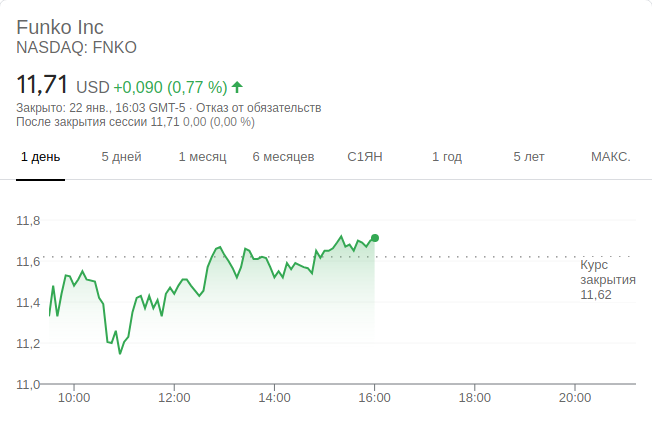 Funko Inc
NASDAQ: FNKO
11,71 USD +0,090 (0,77 %)
Закрыто: 22 янв., 16:03 GMT-5 · Отказ от обязательств
После закрытия сессии 11,71 0,00 (0,00 %)
1 день 5 дней 1 месяц 6 месяцев С1ЯН 1 год 5 лет МАКС.
11,8
11,6
11,4
11,2
11,0
Курс
закрытия
11,62
10:00 12:00 14:00 16:00 18:00 20:00